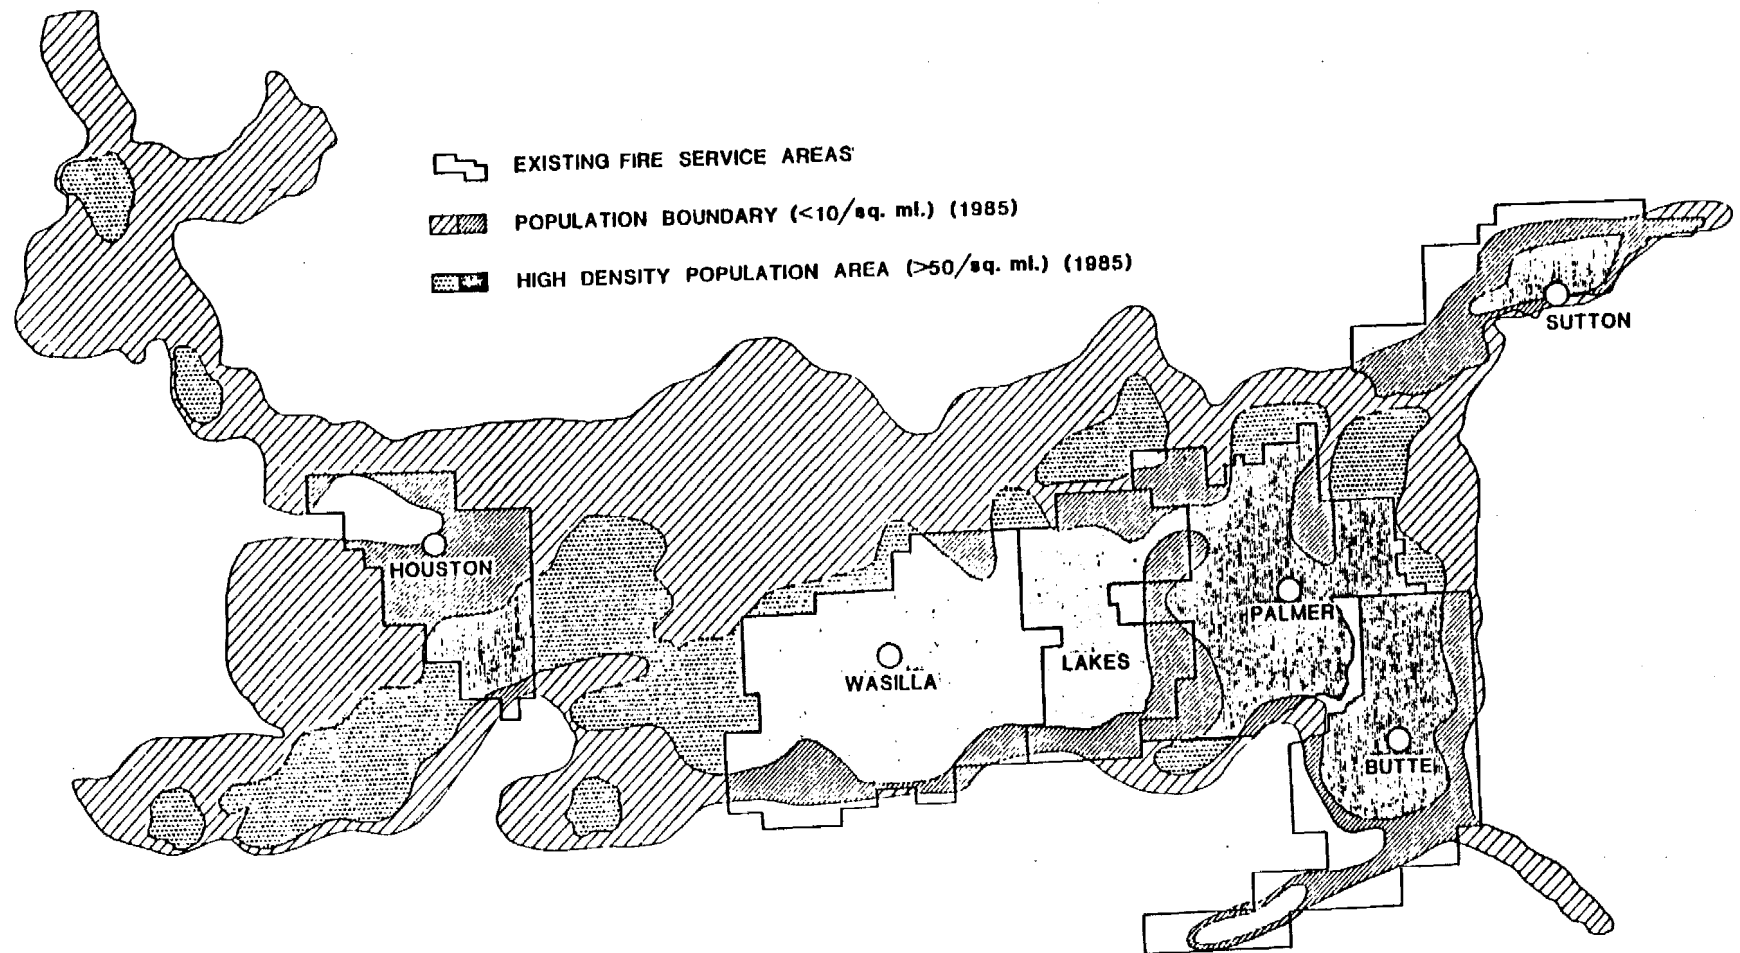 EXISTING FIRE SERVICE AREAS
POPULATION BOUNDARY (<10/sq. mi.) (1985)
HIGH DENSITY POPULATION AREA (>50/sq. mi.) (1985)
SUTTON
HOUSTON
PALMER
LAKES
WASILLA
BUTTE